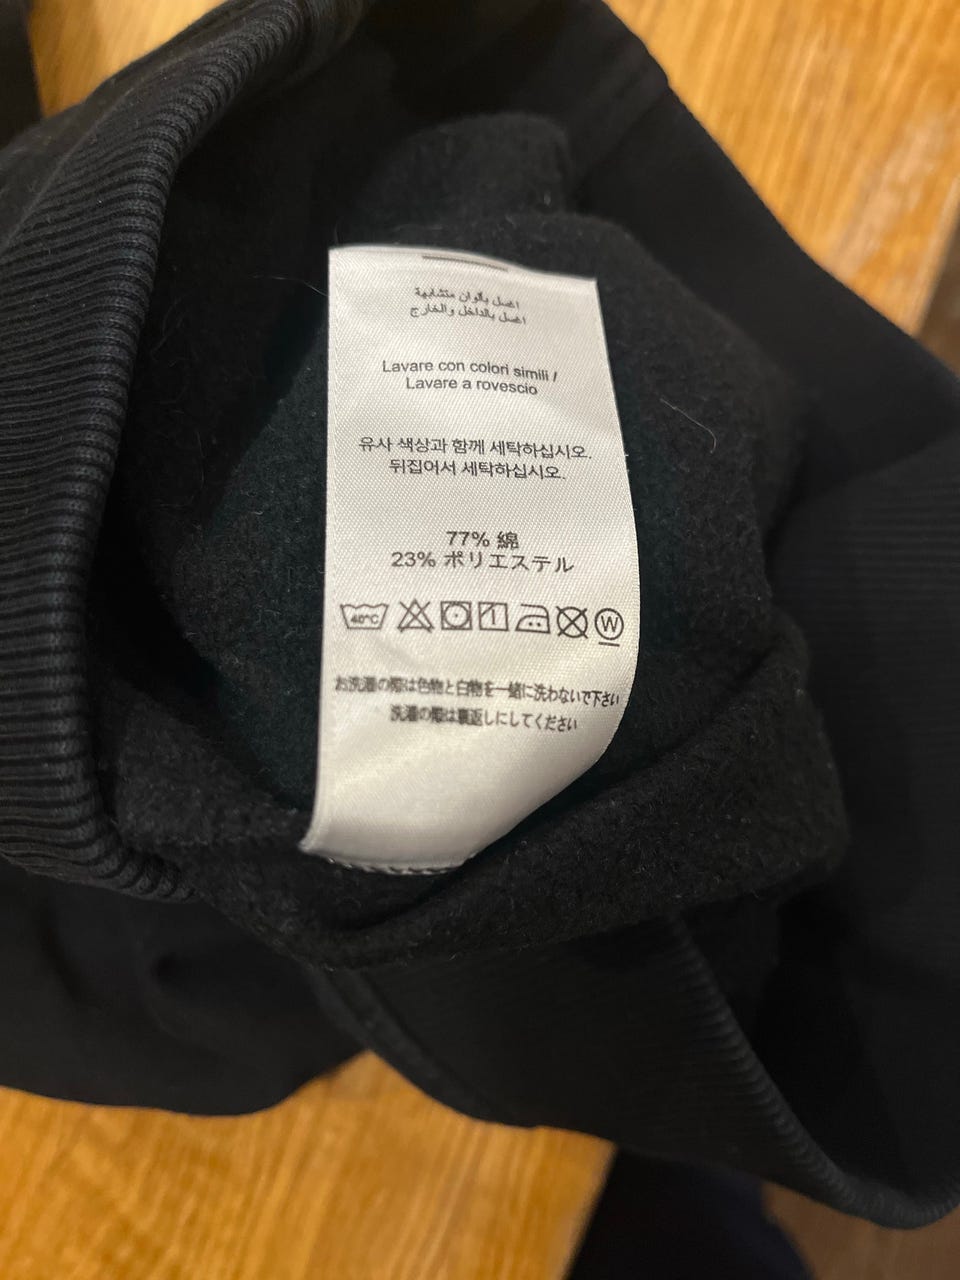 اغسل بألوان متشابهة
اغسل بالداخل والخارج
Lavare con colori simili /
Lavare a rovescio
유사 색상과 함께 세탁하십시오.
뒤집어서 세탁하십시오.
77% 綿
23% ポリエステル
40°C W
お洗濯の際は色物と白物を一緒に洗わないで下さい
洗濯の際は裏返しにしてください